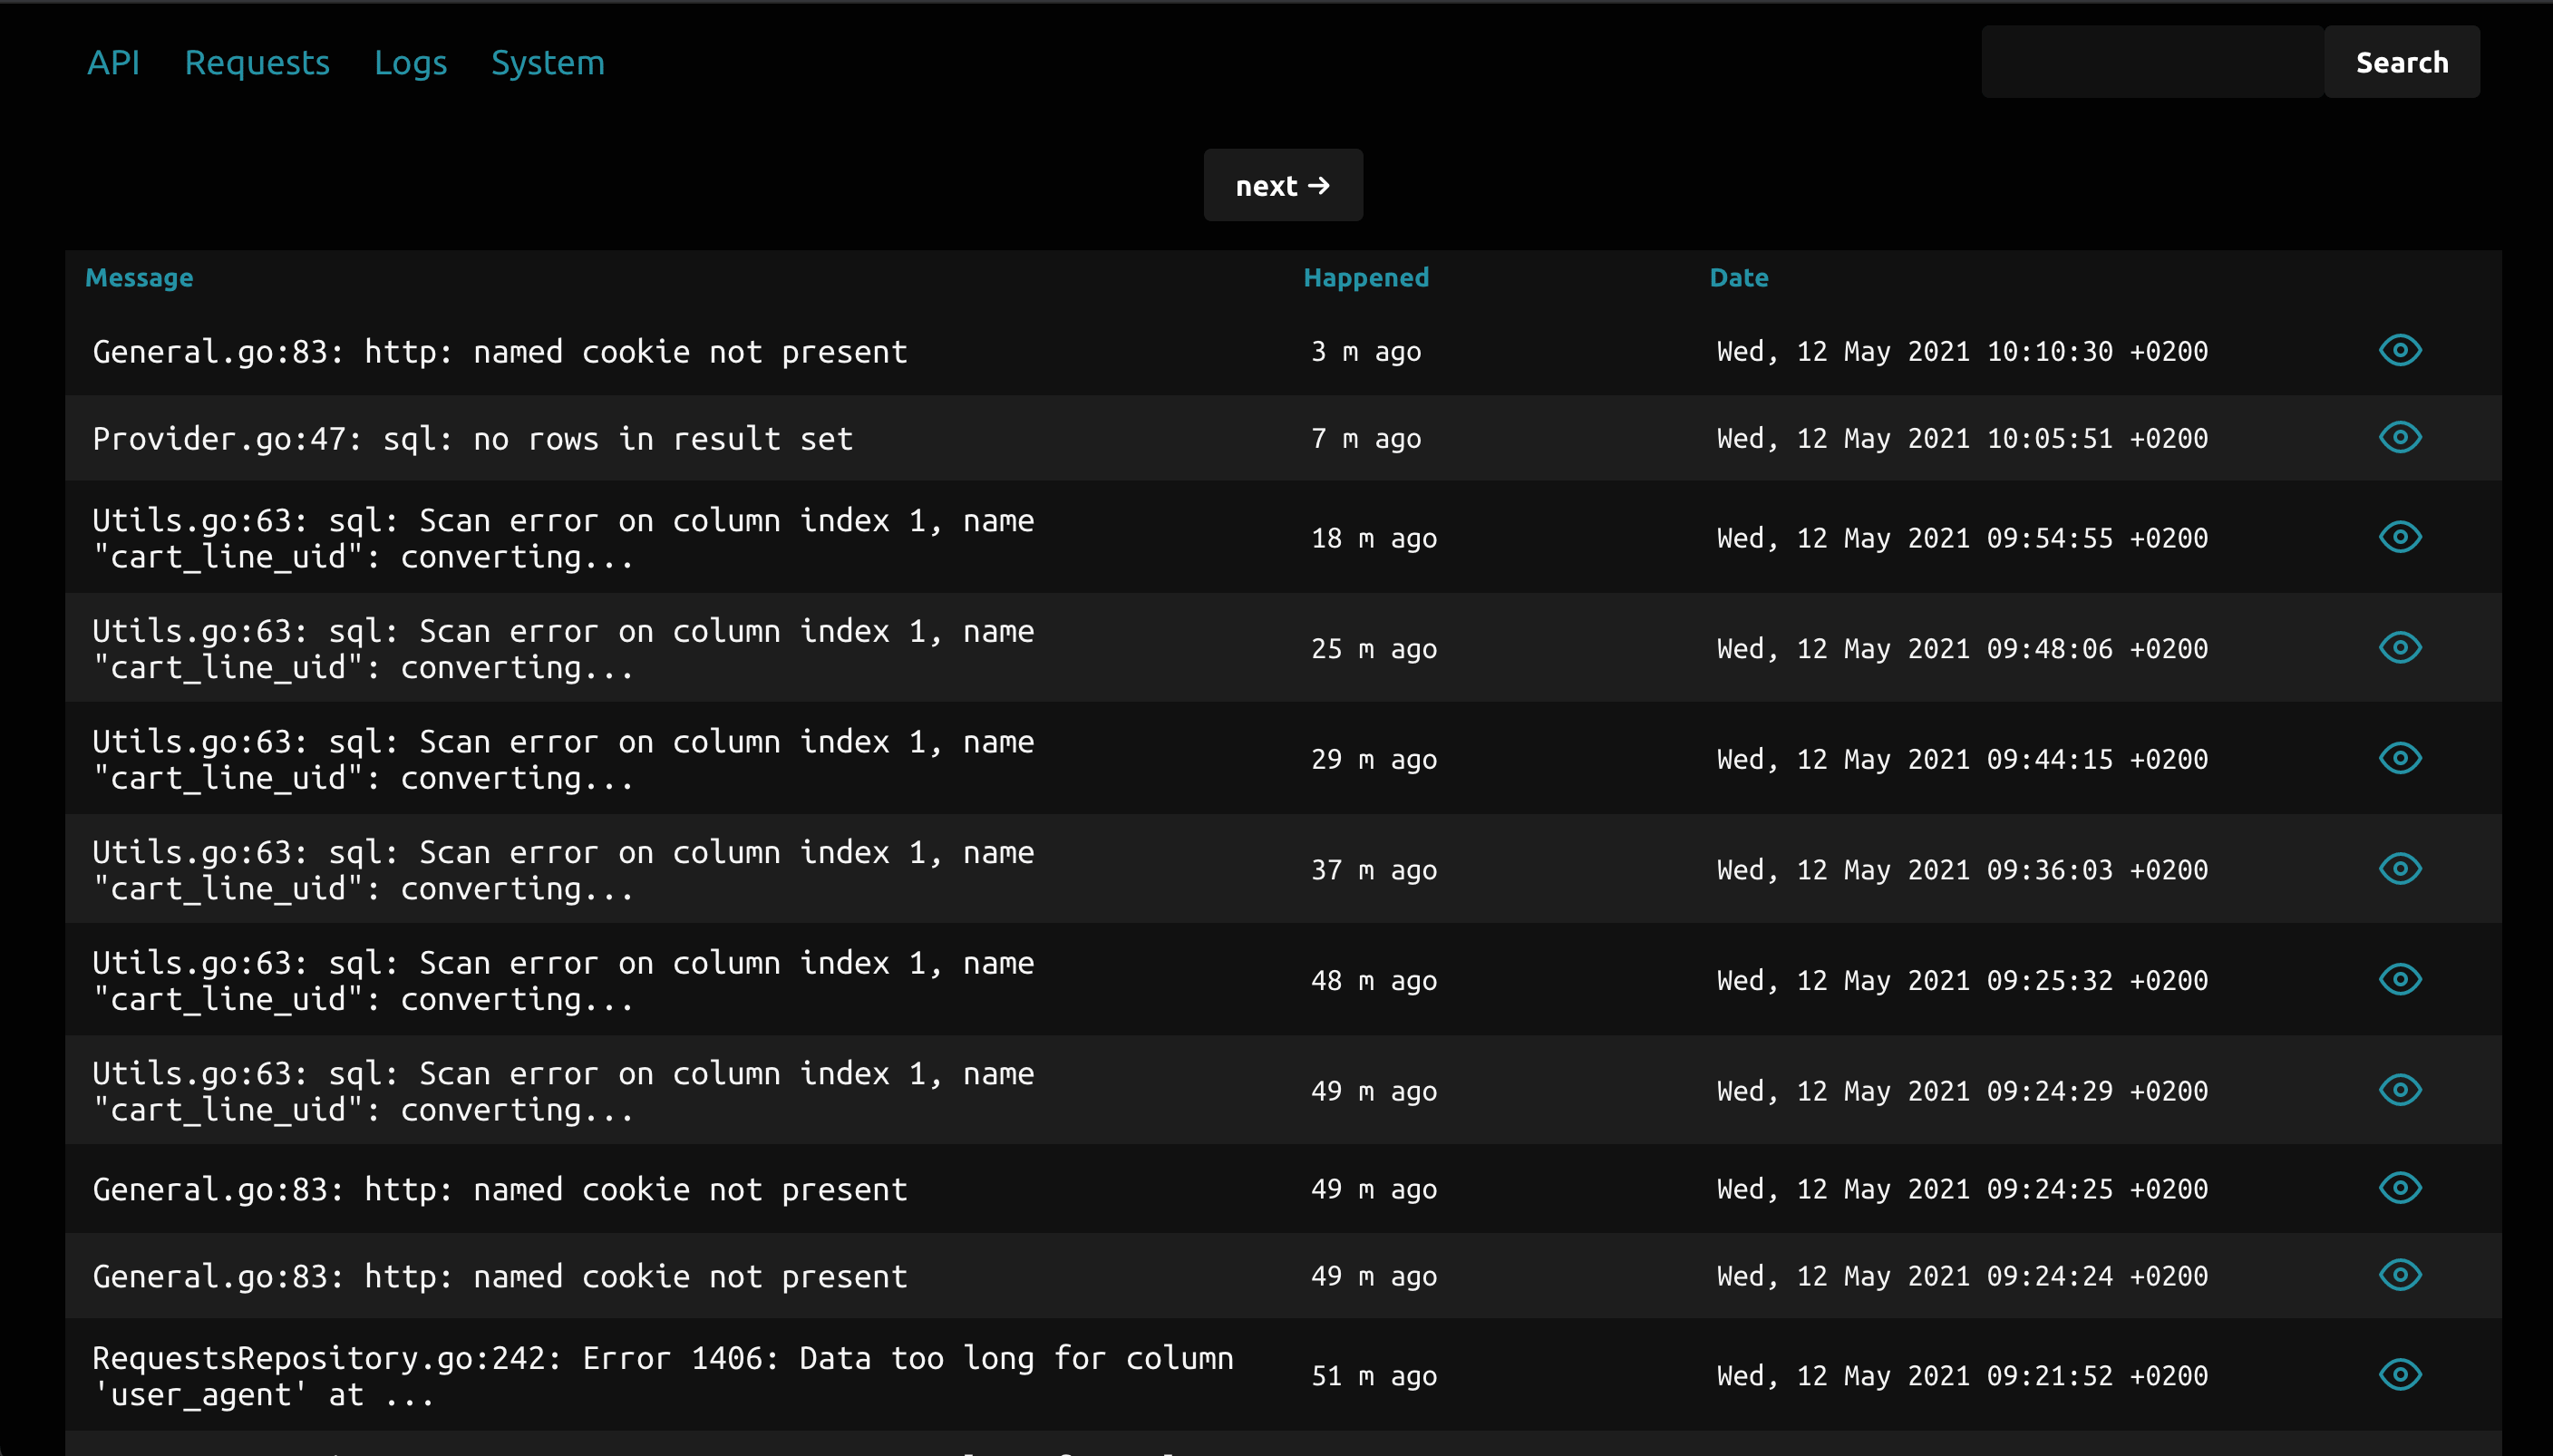 API Requests Logs System Search
next →
Message Happened Date
General.go:83: http: named cookie not present 3 m ago Wed, 12 May 2021 10:10:30 +0200
Provider.go:47: sql: no rows in result set 7 m ago Wed, 12 May 2021 10:05:51 +0200
Utils.go:63: sql: Scan error on column index 1, name
"cart_line_uid": converting... 18 m ago Wed, 12 May 2021 09:54:55 +0200
Utils.go:63: sql: Scan error on column index 1, name
"cart_line_uid": converting... 25 m ago Wed, 12 May 2021 09:48:06 +0200
Utils.go:63: sql: Scan error on column index 1, name
"cart_line_uid": converting... 29 m ago Wed, 12 May 2021 09:44:15 +0200
Utils.go:63: sql: Scan error on column index 1, name
"cart_line_uid": converting... 37 m ago Wed, 12 May 2021 09:36:03 +0200
Utils.go:63: sql: Scan error on column index 1, name
"cart_line_uid": converting... 48 m ago Wed, 12 May 2021 09:25:32 +0200
Utils.go:63: sql: Scan error on column index 1, name
"cart_line_uid": converting... 49 m ago Wed, 12 May 2021 09:24:29 +0200
General.go:83: http: named cookie not present 49 m ago Wed, 12 May 2021 09:24:25 +0200
General.go:83: http: named cookie not present 49 m ago Wed, 12 May 2021 09:24:24 +0200
RequestsRepository.go:242: Error 1406: Data too long for column
'user_agent' at ... 51 m ago Wed, 12 May 2021 09:21:52 +0200